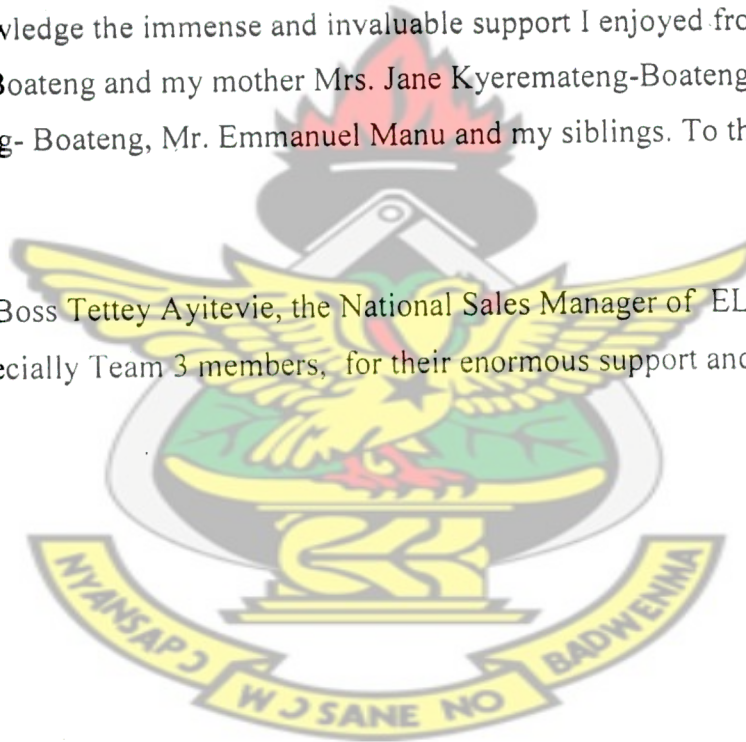 wledge the immense and invaluable support I enjoyed fro
Boateng and my mother Mrs. Jane Kyeremateng-Boateng
g- Boateng, Mr. Emmanuel Manu and my siblings. To th
Boss Tettey Ayitevie, the National Sales Manager of EL
ecially Team 3 members, for their enormous support and
NYANSAPƆ
WƆSANE NO
BADWENMA